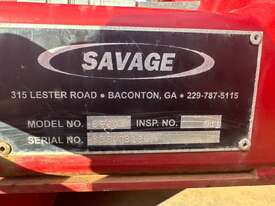 SAVAGE
315 LESTER ROAD • BACONTON, GA • 229-787-5115
MODEL NO. INSP. NO.
SERIAL NO.